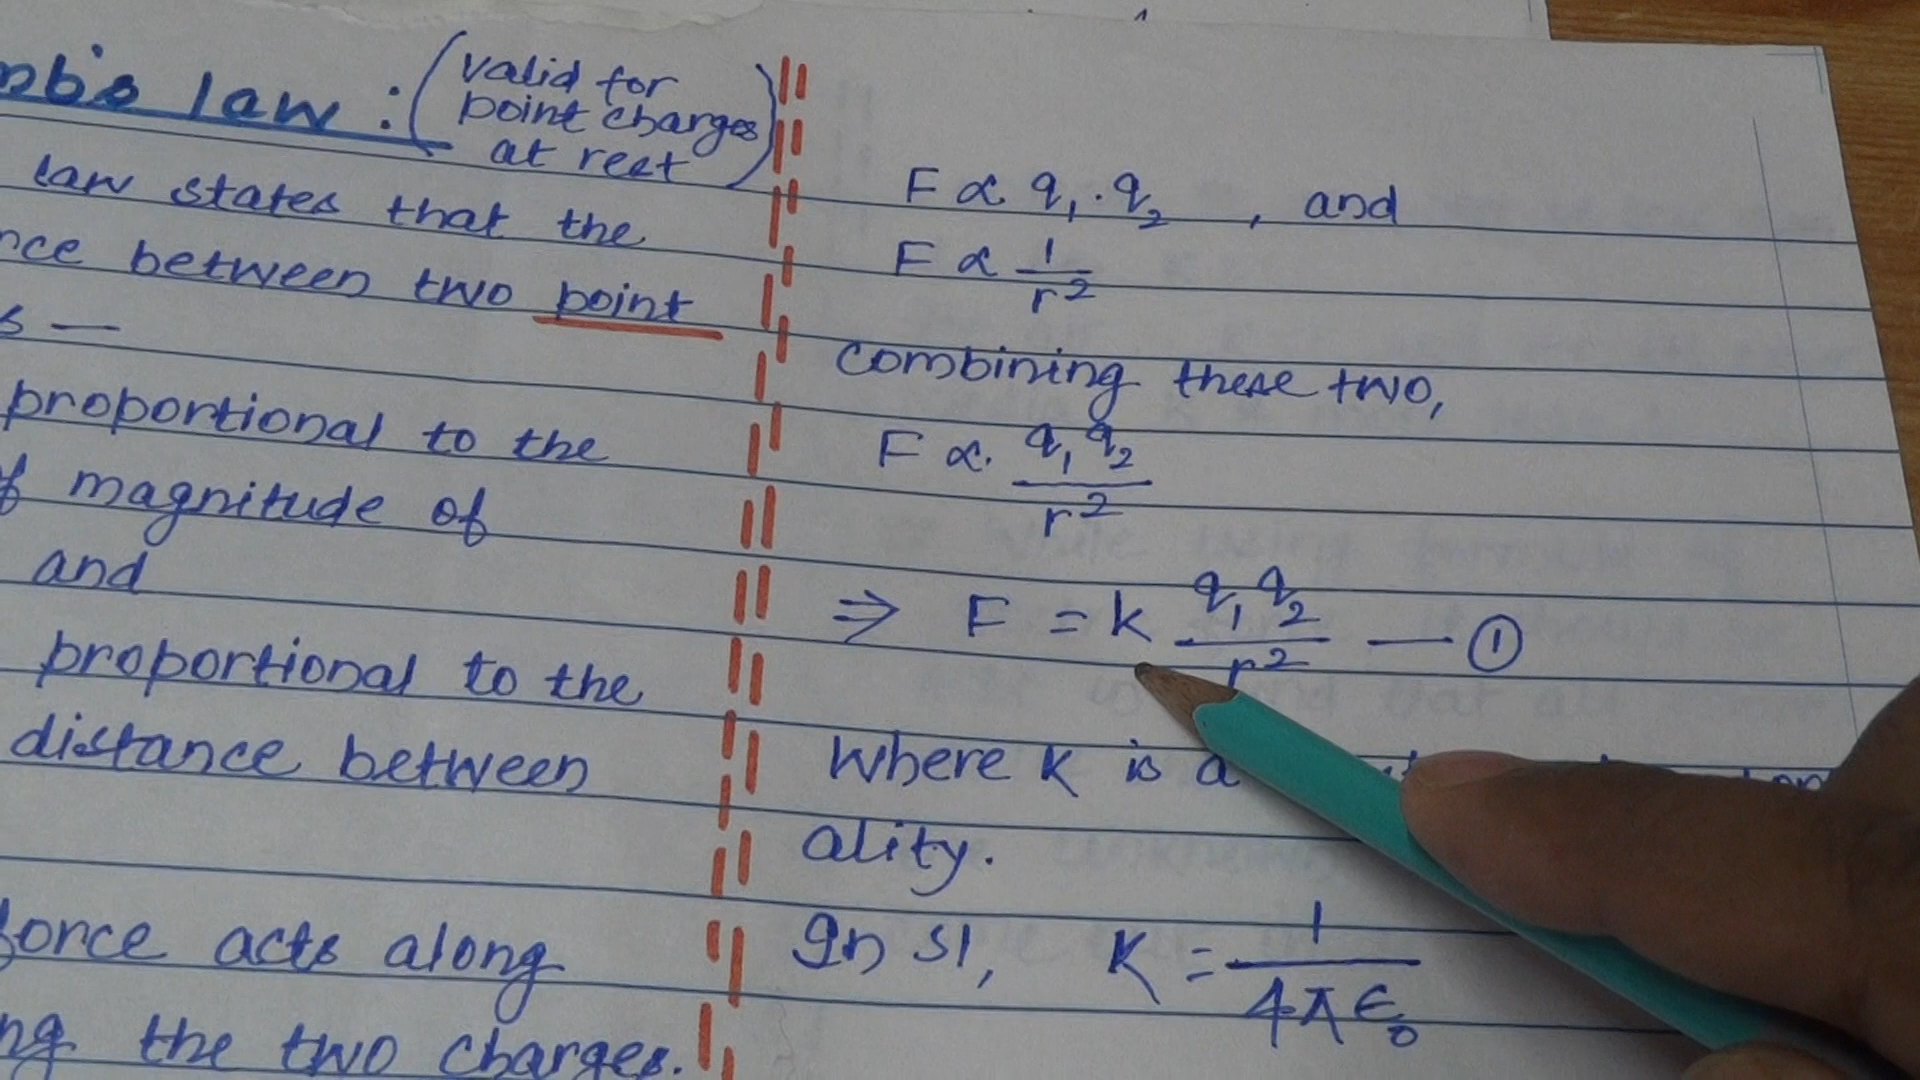 law :
(valid for
point charges
at rest)
law states that the
between two point
—
proportional to the
magnitude of
and
proportional to the
distance between
force acts along
the two charges.
F ∝ q₁.q₂ , and
F ∝ 1/r²
combining these two,
F ∝. q₁q₂/r²
⇒ F = k q₁q₂/r² — ①
where K is a
ality.
In SI, K = 1/4πϵ₀